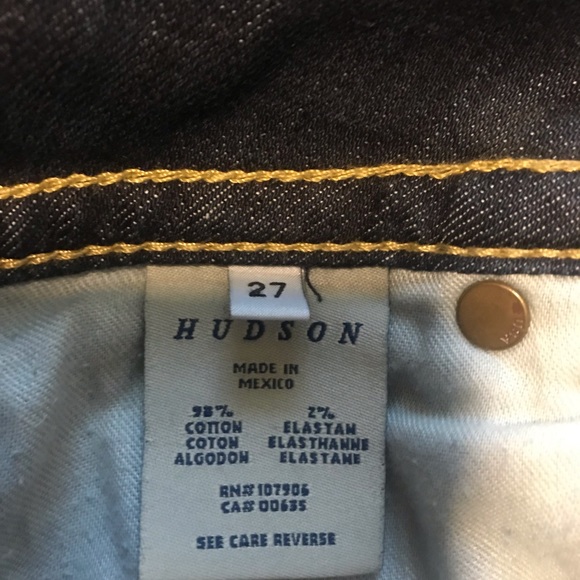 27
HUDSON
MADE IN
MEXICO
98% 2%
COTTON ELASTAN
COTON ELASTHANNE
ALGODON ELASTANE
RN# 107906
CA# 00635
SEE CARE REVERSE